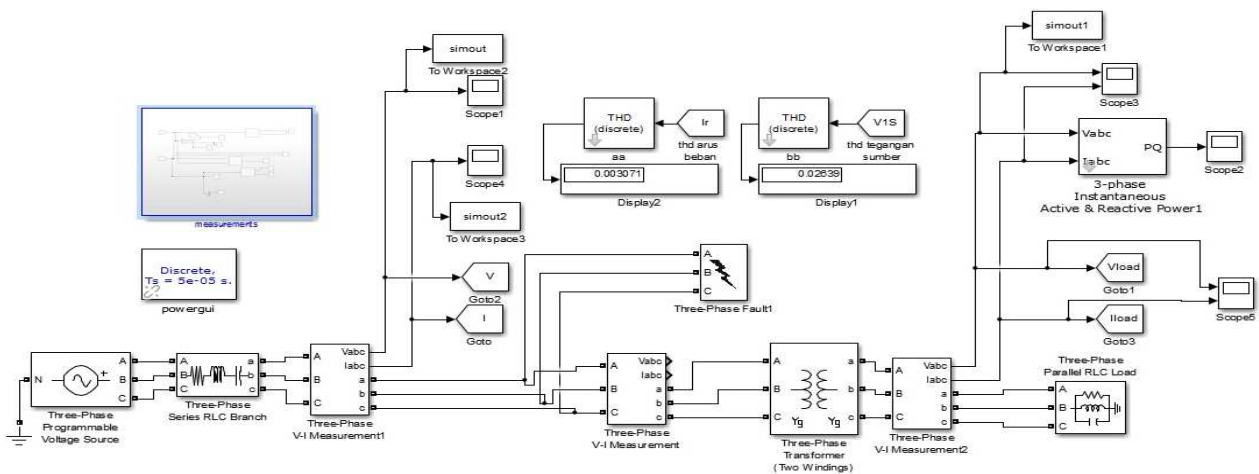 simout
To Workspace2
Scope1
Scope4
simout2
To Workspace3
V
Goto2
I
Goto
measurements
Discrete,
Ts = 5e-05 s.
powergui
THD
(discrete)
aa
Ir
thd arus
beban
0.003071
Display2
THD
(discrete)
bb
V1S
thd tegangan
sumber
0.02639
Display1
simout1
To Workspace1
Scope3
Vabc
Iabc
PQ
3-phase
Instantaneous
Active & Reactive Power1
Scope2
Vload
Goto1
Iload
Goto3
Scope5
A
B
C
Three-Phase Fault1
N
A
B
C
Three-Phase
Programmable
Voltage Source
A
B
C
a
b
c
Three-Phase
Series RLC Branch
A
B
C
Vabc
Iabc
a
b
c
Three-Phase
V-I Measurement1
A
B
C
Vabc
Iabc
a
b
c
Three-Phase
V-I Measurement
A
B
C
a
b
c
Yg
Yg
Three-Phase
Transformer
(Two Windings)
A
B
C
Vabc
Iabc
a
b
c
Three-Phase
V-I Measurement2
Three-Phase
Parallel RLC Load
A
B
C